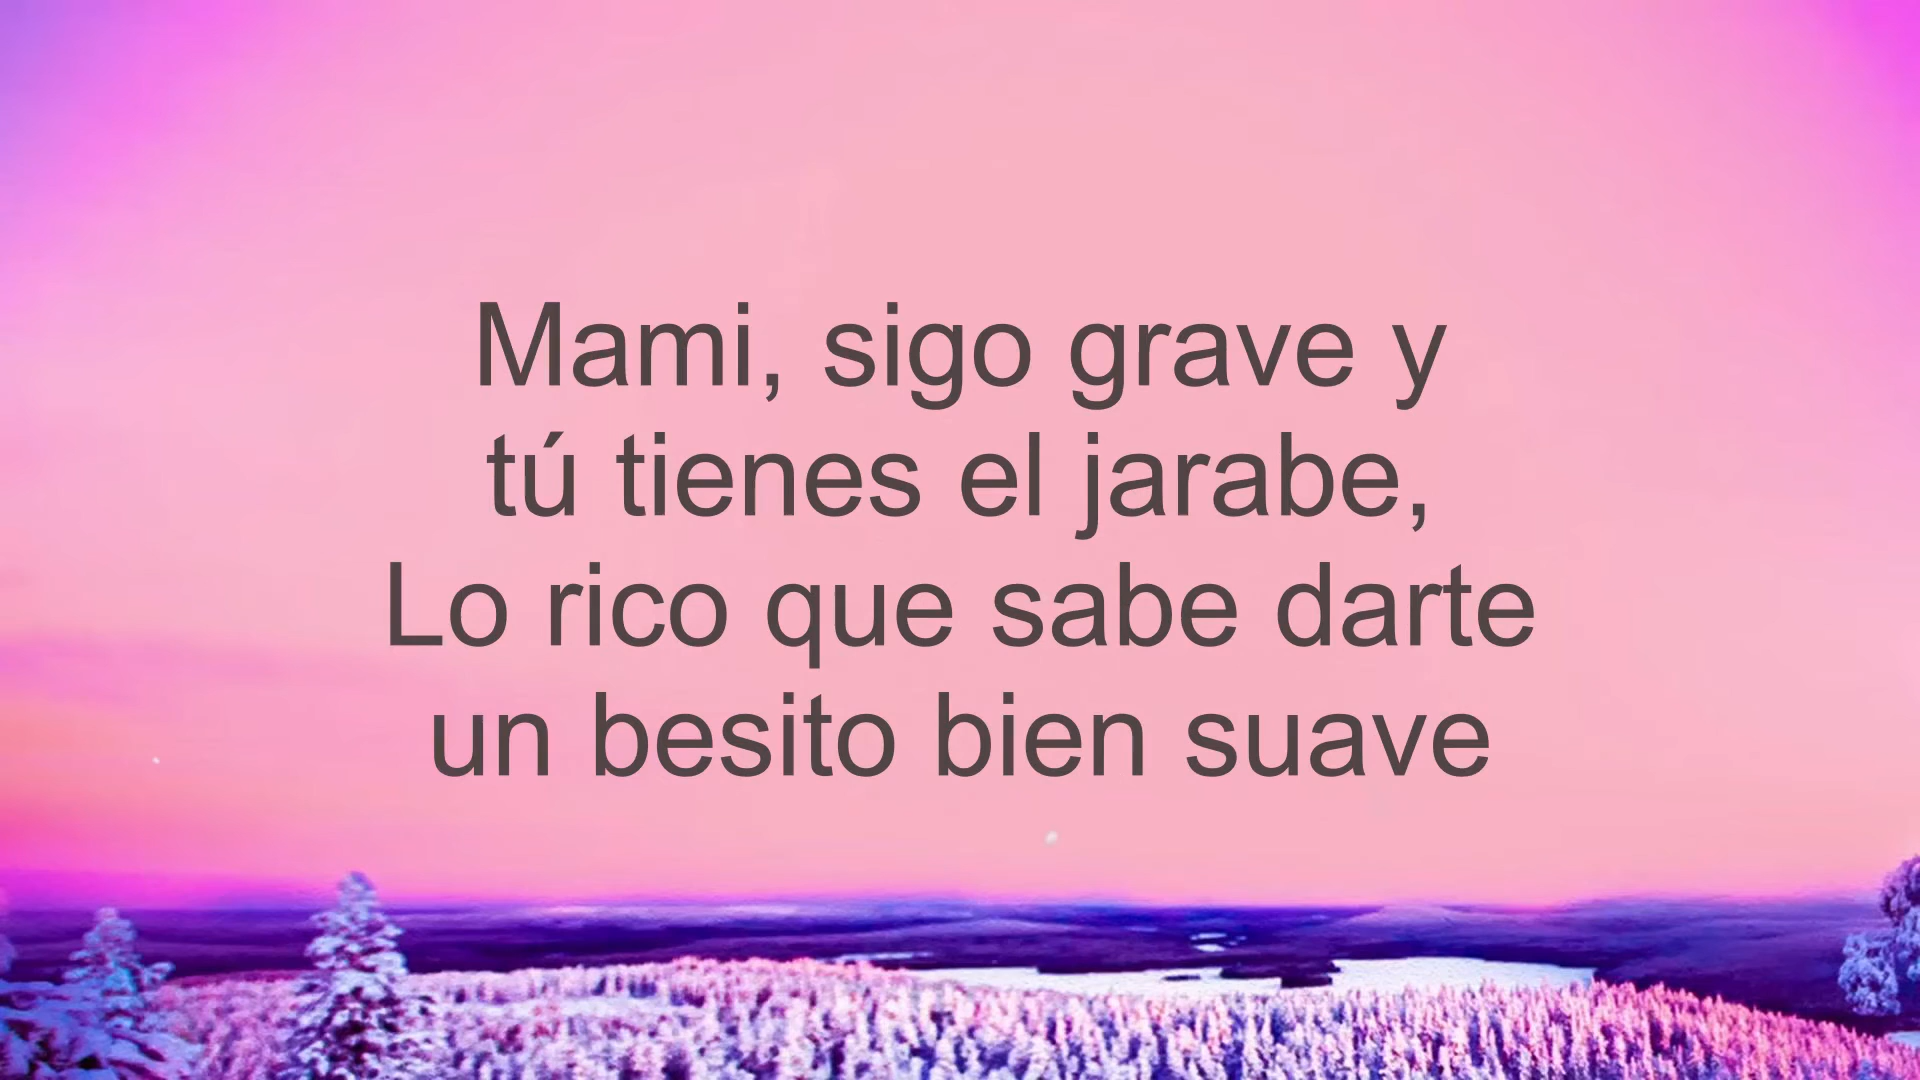 Mami, sigo grave y
tú tienes el jarabe,
Lo rico que sabe darte
un besito bien suave